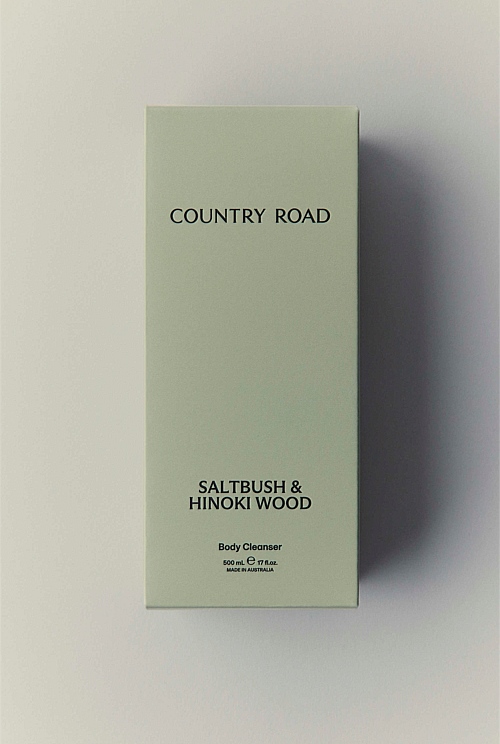 COUNTRY ROAD
SALTBUSH &
HINOKI WOOD
Body Cleanser
500 mL ℮ 17 fl.oz.
MADE IN AUSTRALIA